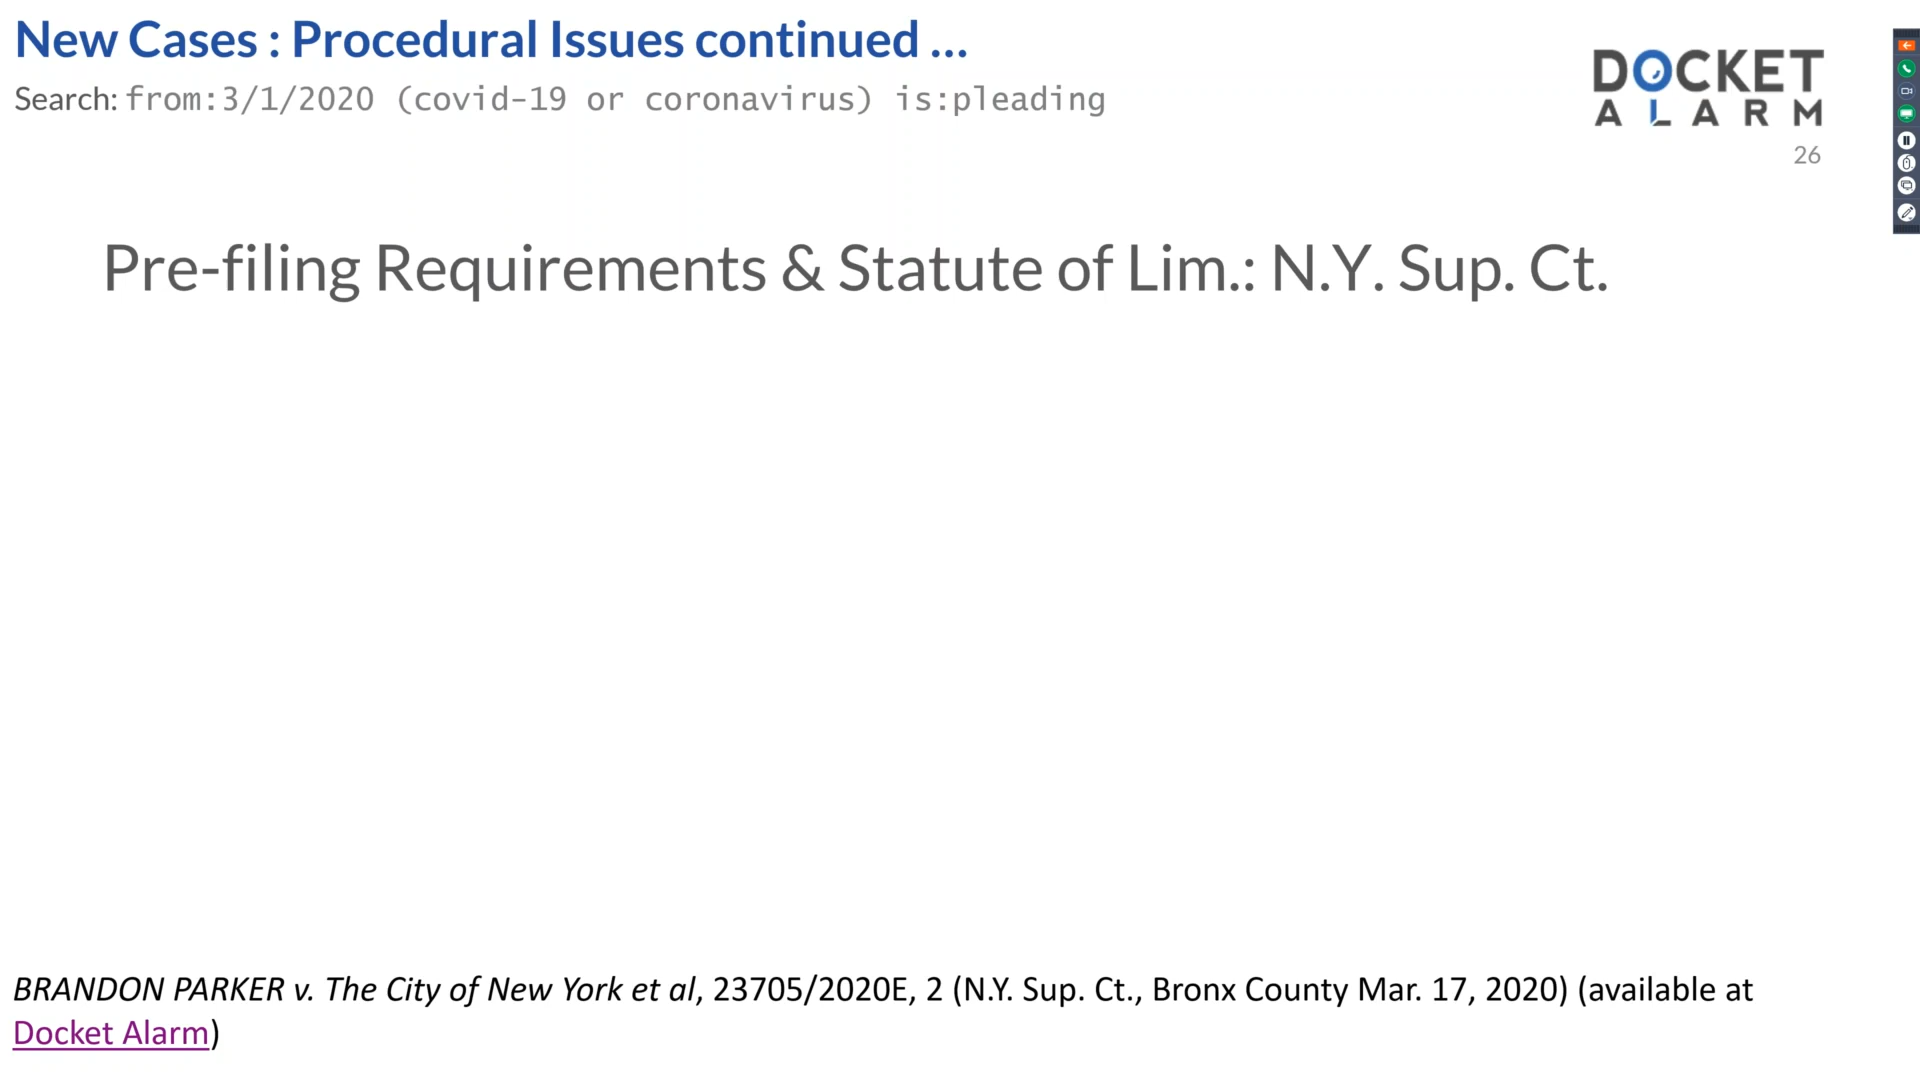 New Cases : Procedural Issues continued ...
Search: from:3/1/2020 (covid-19 or coronavirus) is:pleading
DOCKET
ALARM
26
Pre-filing Requirements & Statute of Lim.: N.Y. Sup. Ct.
BRANDON PARKER v. The City of New York et al, 23705/2020E, 2 (N.Y. Sup. Ct., Bronx County Mar. 17, 2020) (available at
Docket Alarm)